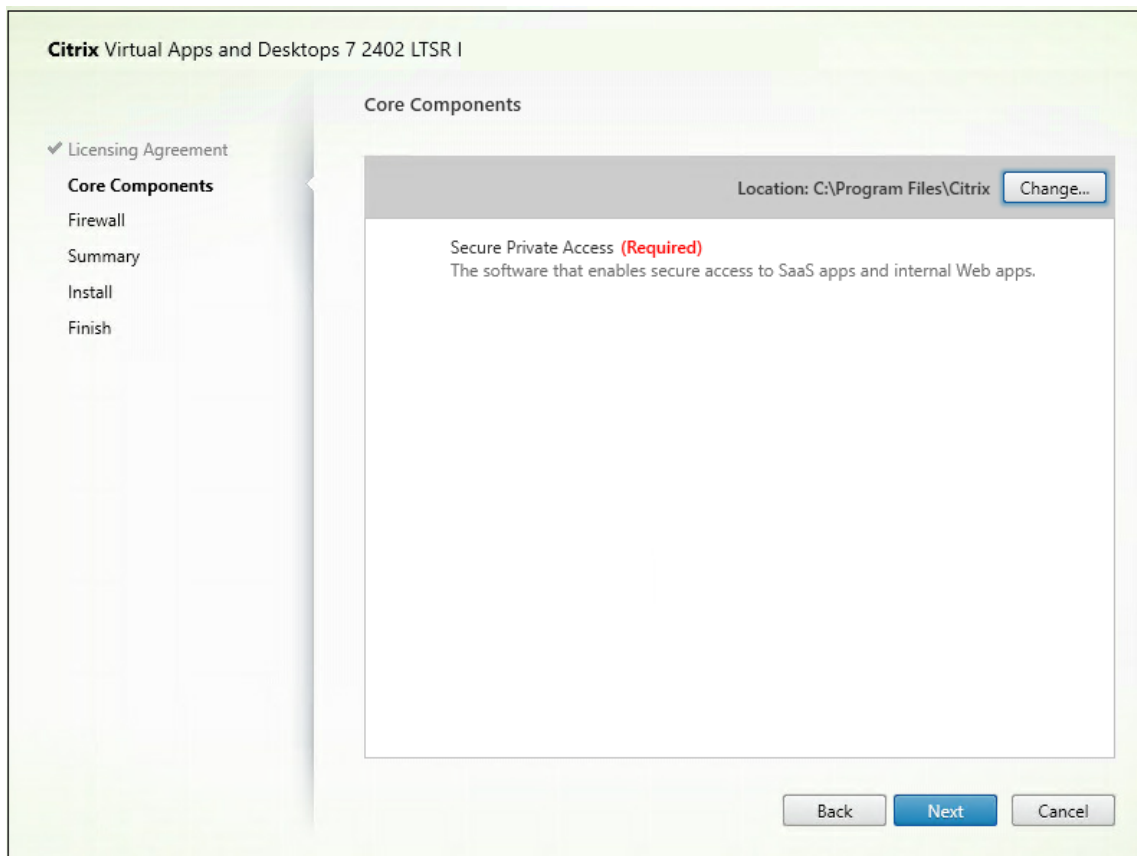 Citrix Virtual Apps and Desktops 7 2402 LTSR I
Core Components
Licensing Agreement
Core Components
Firewall
Summary
Install
Finish
Location: C:\Program Files\Citrix
Change...
Secure Private Access (Required)
The software that enables secure access to SaaS apps and internal Web apps.
Back
Next
Cancel